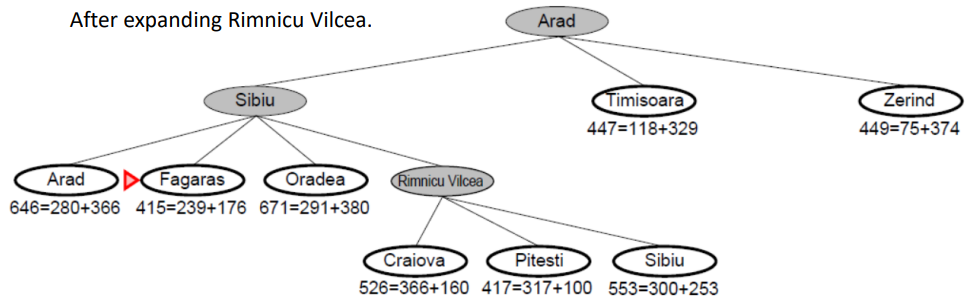 After expanding Rimnicu Vilcea.
Arad
Sibiu
Timisoara
Zerind
447=118+329
449=75+374
Arad
Fagaras
Oradea
Rimnicu Vilcea
646=280+366
415=239+176
671=291+380
Craiova
Pitesti
Sibiu
526=366+160
417=317+100
553=300+253